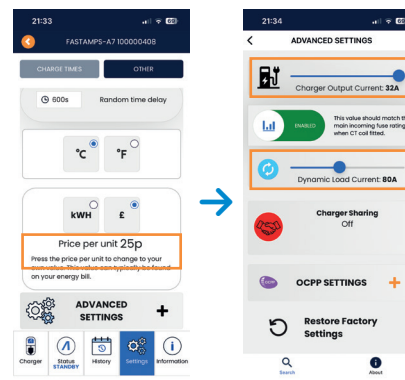 21:33
68
FASTAMPS-A7 100000408
CHARGE TIMES OTHER
600s Random time delay
°C °F
kWH £
Price per unit 25p
Press the price per unit to change to your
own value. This value can typically be found
on your energy bill.
ADVANCED
SETTINGS +
Charger Status
STANDBY History Settings Information
21:34
ADVANCED SETTINGS
Charger Output Current: 32A
ENABLED
This value should match th
main incoming fuse rating
when CT coil fitted.
Dynamic Load Current: 80A
Charger Sharing
Off
OCPP SETTINGS +
Restore Factory
Settings
Search About